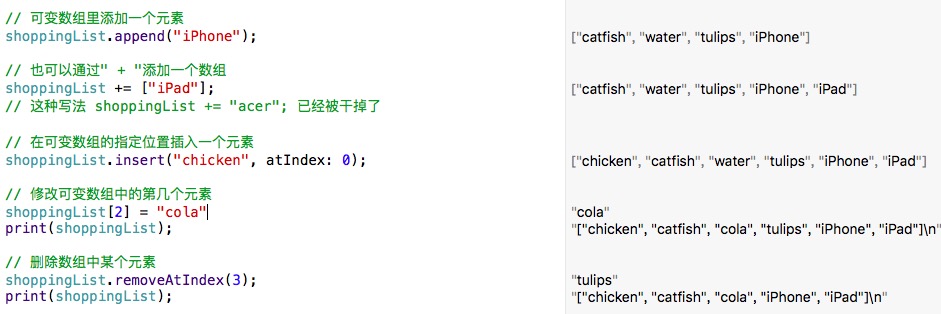 // 可变数组里添加一个元素
shoppingList.append("iPhone");
["catfish", "water", "tulips", "iPhone"]
// 也可以通过" + "添加一个数组
shoppingList += ["iPad"];
["catfish", "water", "tulips", "iPhone", "iPad"]
// 这种写法 shoppingList += "acer"; 已经被干掉了
// 在可变数组的指定位置插入一个元素
shoppingList.insert("chicken", atIndex: 0);
["chicken", "catfish", "water", "tulips", "iPhone", "iPad"]
// 修改可变数组中的第几个元素
shoppingList[2] = "cola"
"cola"
print(shoppingList);
"["chicken", "catfish", "cola", "tulips", "iPhone", "iPad"]\n"
// 删除数组中某个元素
shoppingList.removeAtIndex(3);
"tulips"
print(shoppingList);
"["chicken", "catfish", "cola", "iPhone", "iPad"]\n"